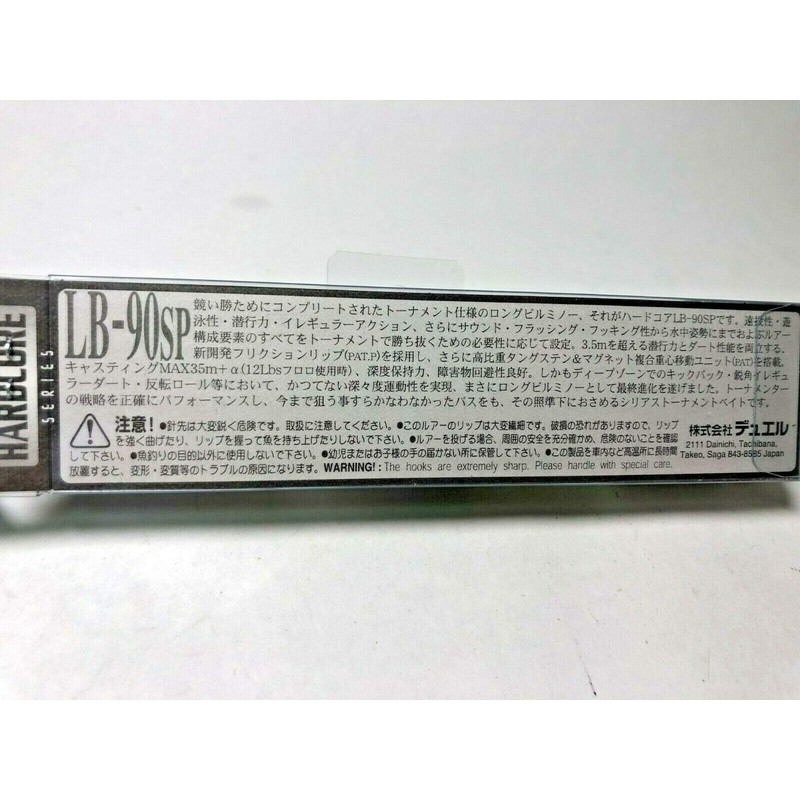 HARDCORE
SERIES
LB-90SP
競い勝ためにコンプリートされたトーナメント仕様のロングビルミノー、それがハードコアLB-90SPです。遠投性・遊
泳性・潜行力・イレギュラーアクション、さらにサウンド・フラッシング・フッキング性から水中姿勢にまでおよぶルアー
構成要素のすべてをトーナメントで勝ち抜くための必要性に応じて設定。3.5mを超える潜行力とダート性能を両立する、
新開発フリクションリップ(PAT.P)を採用し、さらに高比重タングステン&マグネット複合重心移動ユニット(PAT)を搭載。
キャスティングMAX35m+α(12Lbsフロロ使用時)、深度保持力、障害物回避性良好。しかもディープゾーンでのキックバック・鋭角イレギュ
ラーダート・反転ロール等において、かつてない深々度運動性を実現、まさにロングビルミノーとして最終進化を遂げました。トーナメンター
の戦略を正確にパフォーマンスし、今まで狙う事すらかなわなかったバスをも、その照準下におさめるシリアストーナメントベイトです。
注意!●針先は大変鋭く危険です。取扱に注意してください。●このルアーのリップは大変繊細です。破損の恐れがありますので、リップ
を強く曲げたり、リップを握って魚を持ち上げたりしないで下さい。●ルアーを投げる場合、周囲の安全を充分確かめ、危険のないことを確認
して下さい。●魚釣りの目的以外に使用しないで下さい。●幼児またはお子様の手の届かない所に保管して下さい。●この製品を車内など高温所に長時間
放置すると、変形・変質等のトラブルの原因になります。WARNING!: The hooks are extremely sharp. Please handle with special care.
株式会社デュエル
2111 Dainichi, Tachibana,
Takeo, Saga 843-8585 Japan